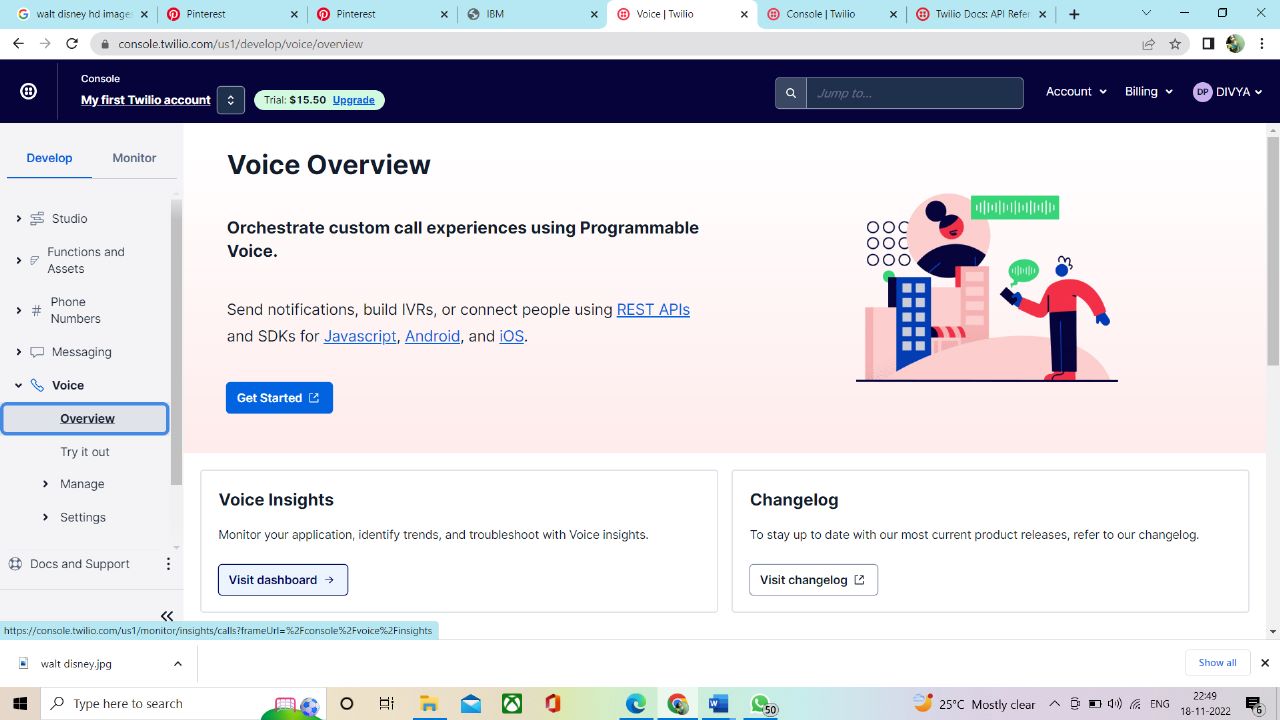 walt disney hd images
Pinterest
Pinterest
IBM
Voice | Twilio
Console | Twilio
Twilio Docs: API Refer
console.twilio.com/us1/develop/voice/overview
Console
My first Twilio account
Trial: $15.50 Upgrade
Jump to...
Account
Billing
DP DIVYA
Develop
Monitor
Voice Overview
Studio
Functions and
Assets
Phone
Numbers
Messaging
Voice
Overview
Try it out
Manage
Settings
Docs and Support
Orchestrate custom call experiences using Programmable
Voice.
Send notifications, build IVRs, or connect people using REST APIs
and SDKs for Javascript, Android, and iOS.
Get Started
Voice Insights
Monitor your application, identify trends, and troubleshoot with Voice insights.
Visit dashboard →
Changelog
To stay up to date with our most current product releases, refer to our changelog.
Visit changelog
https://console.twilio.com/us1/monitor/insights/calls?frameUrl=%2Fconsole%2Fvoice%2Finsights
walt disney.jpg
Show all
Type here to search
50
25°C Mostly clear
ENG
22:49
18-11-2022
6